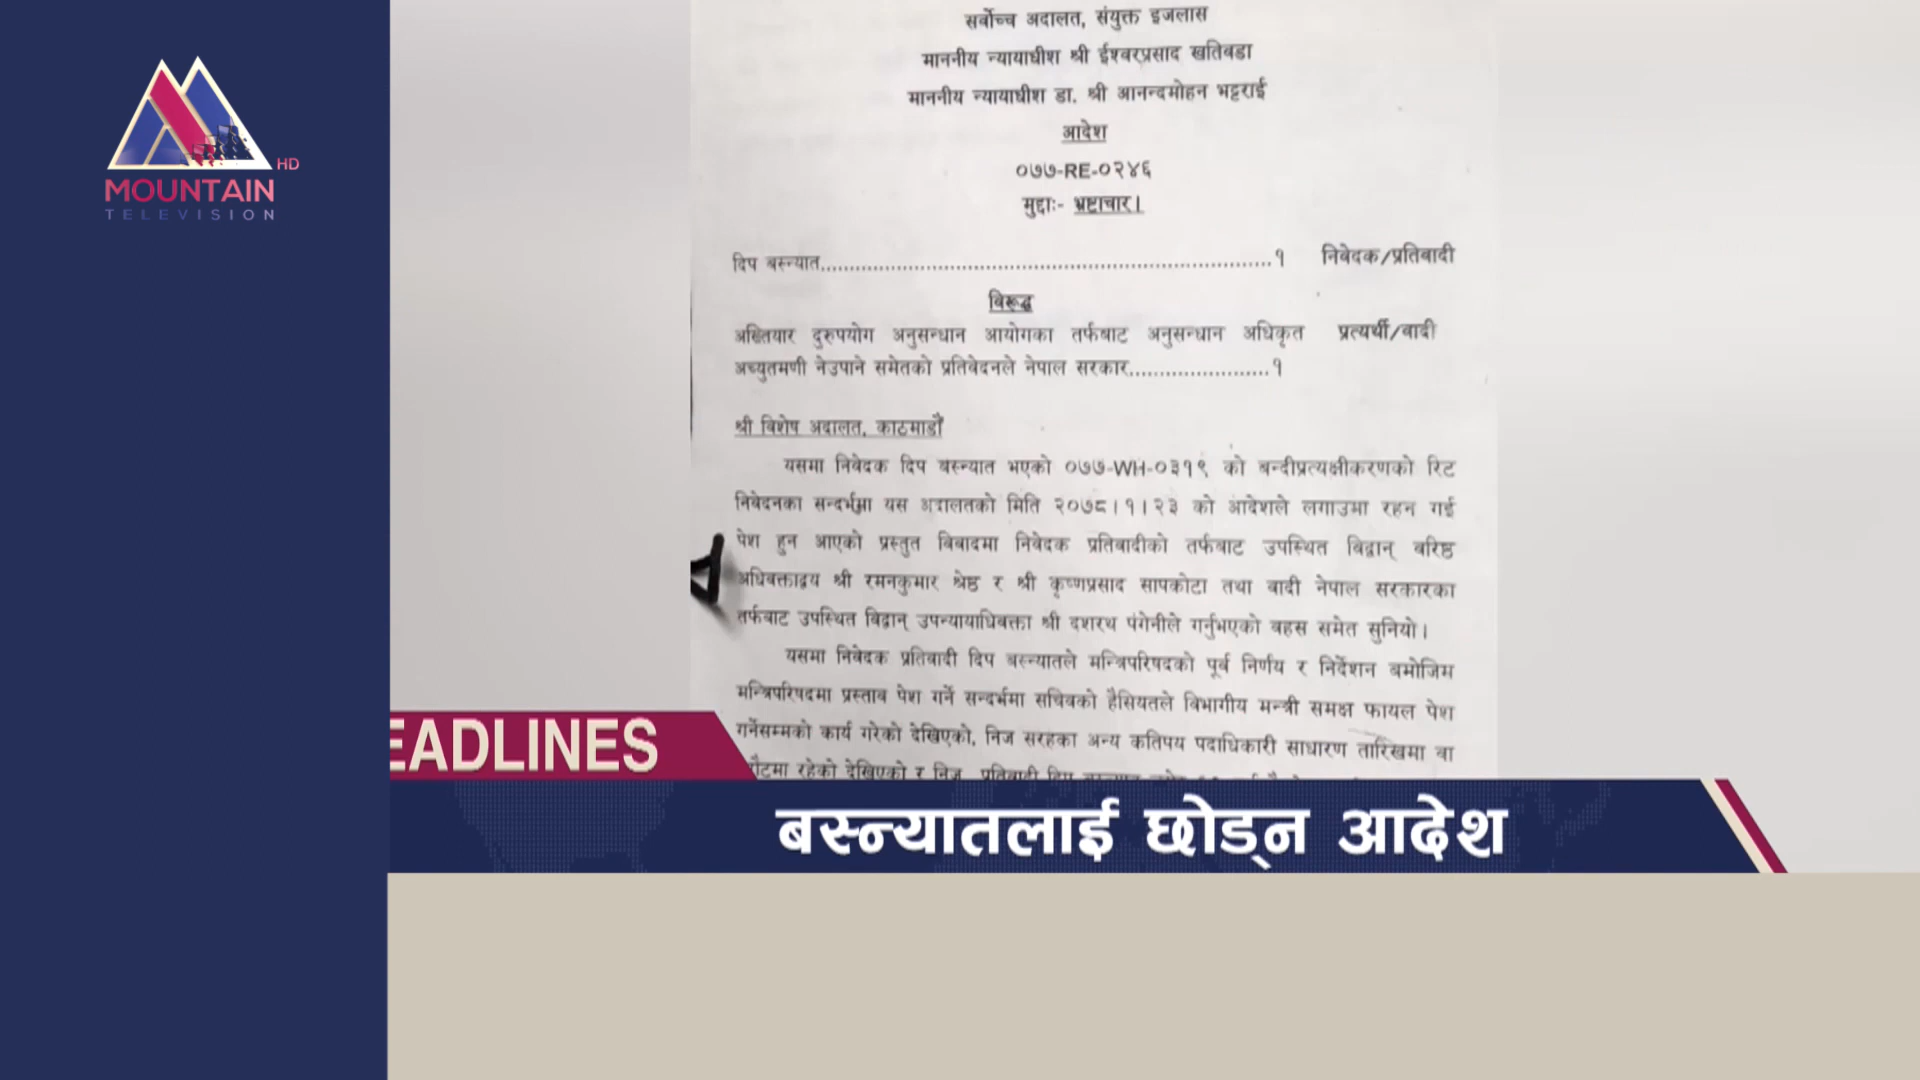 HD
MOUNTAIN
TELEVISION
सर्वोच्च अदालत, संयुक्त इजलास
माननीय न्यायाधीश श्री ईश्वरप्रसाद खतिवडा
माननीय न्यायाधीश डा. श्री आनन्दमोहन भट्टराई
आदेश
०७७-RE-०२४६
मुद्दाः- भ्रष्टाचार।
दिप बस्न्यात............................................................................१ निवेदक/प्रतिवादी
विरूद्ध
अख्तियार दुरुपयोग अनुसन्धान आयोगका तर्फबाट अनुसन्धान अधिकृत प्रत्यर्थी/वादी
अच्युतमणी नेउपाने समेतको प्रतिवेदनले नेपाल सरकार.......................१
श्री विशेष अदालत, काठमाडौं
यसमा निवेदक दिप बस्न्यात भएको ०७७-WH-०३१९ को बन्दीप्रत्यक्षीकरणको रिट
निवेदनका सन्दर्भमा यस अदालतको मिति २०७८।१।२३ को आदेशले लगाउमा रहन गई
पेश हुन आएको प्रस्तुत विवादमा निवेदक प्रतिवादीको तर्फबाट उपस्थित विद्वान् वरिष्ठ
अधिवक्ताद्वय श्री रमनकुमार श्रेष्ठ र श्री कृष्णप्रसाद सापकोटा तथा वादी नेपाल सरकारका
तर्फबाट उपस्थित विद्वान् उपन्यायाधिवक्ता श्री दशरथ पंगेनीले गर्नुभएको बहस समेत सुनियो।
यसमा निवेदक प्रतिवादी दिप बस्न्यातले मन्त्रिपरिषदको पूर्व निर्णय र निर्देशन बमोजिम
मन्त्रिपरिषदमा प्रस्ताव पेश गर्ने सन्दर्भमा सचिवको हैसियतले विभागीय मन्त्री समक्ष फायल पेश
गर्नेसम्मको कार्य गरेको देखिएको, निज सरहका अन्य कतिपय पदाधिकारी साधारण तारिखमा वा
रहेको देखिएको र निज प्रतिवादी दिप
EADLINES
बस्न्यातलाई छोड्न आदेश